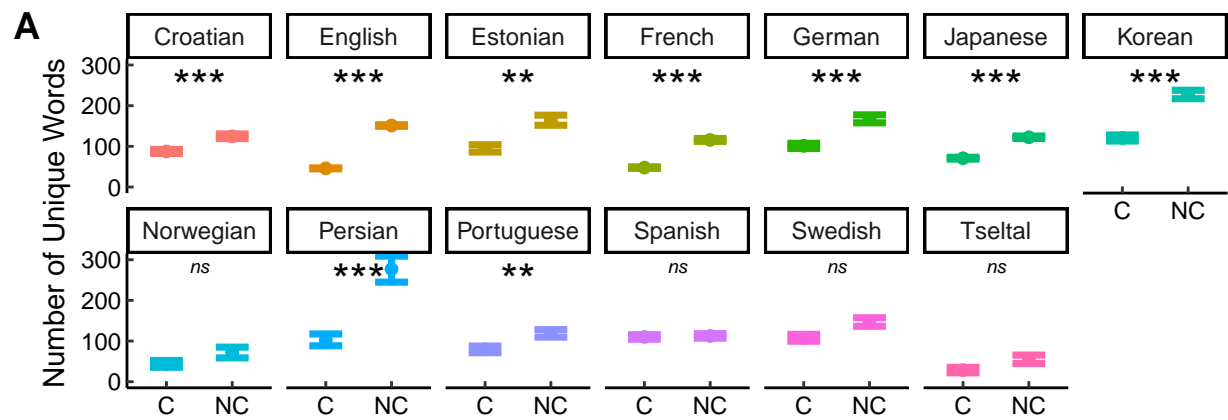 A
Number of Unique Words
Croatian English Estonian French German Japanese Korean
300
200
100
0
*** *** ** *** *** *** ***
C NC
Norwegian Persian Portuguese Spanish Swedish Tseltal
300
200
100
0
ns *** ** ns ns ns
C NC C NC C NC C NC C NC C NC